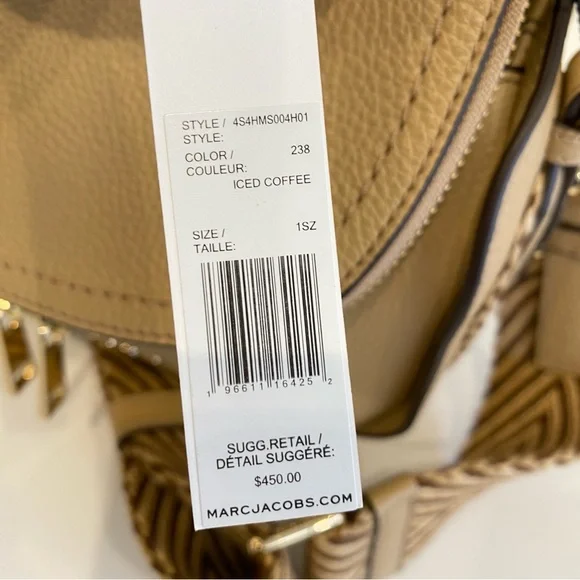 STYLE / 4S4HMS004H01
STYLE:
COLOR / 238
COULEUR:
ICED COFFEE
SIZE / 1SZ
TAILLE:
1 96611 16425 2
SUGG.RETAIL /
DÉTAIL SUGGÉRÉ:
$450.00
MARCJACOBS.COM